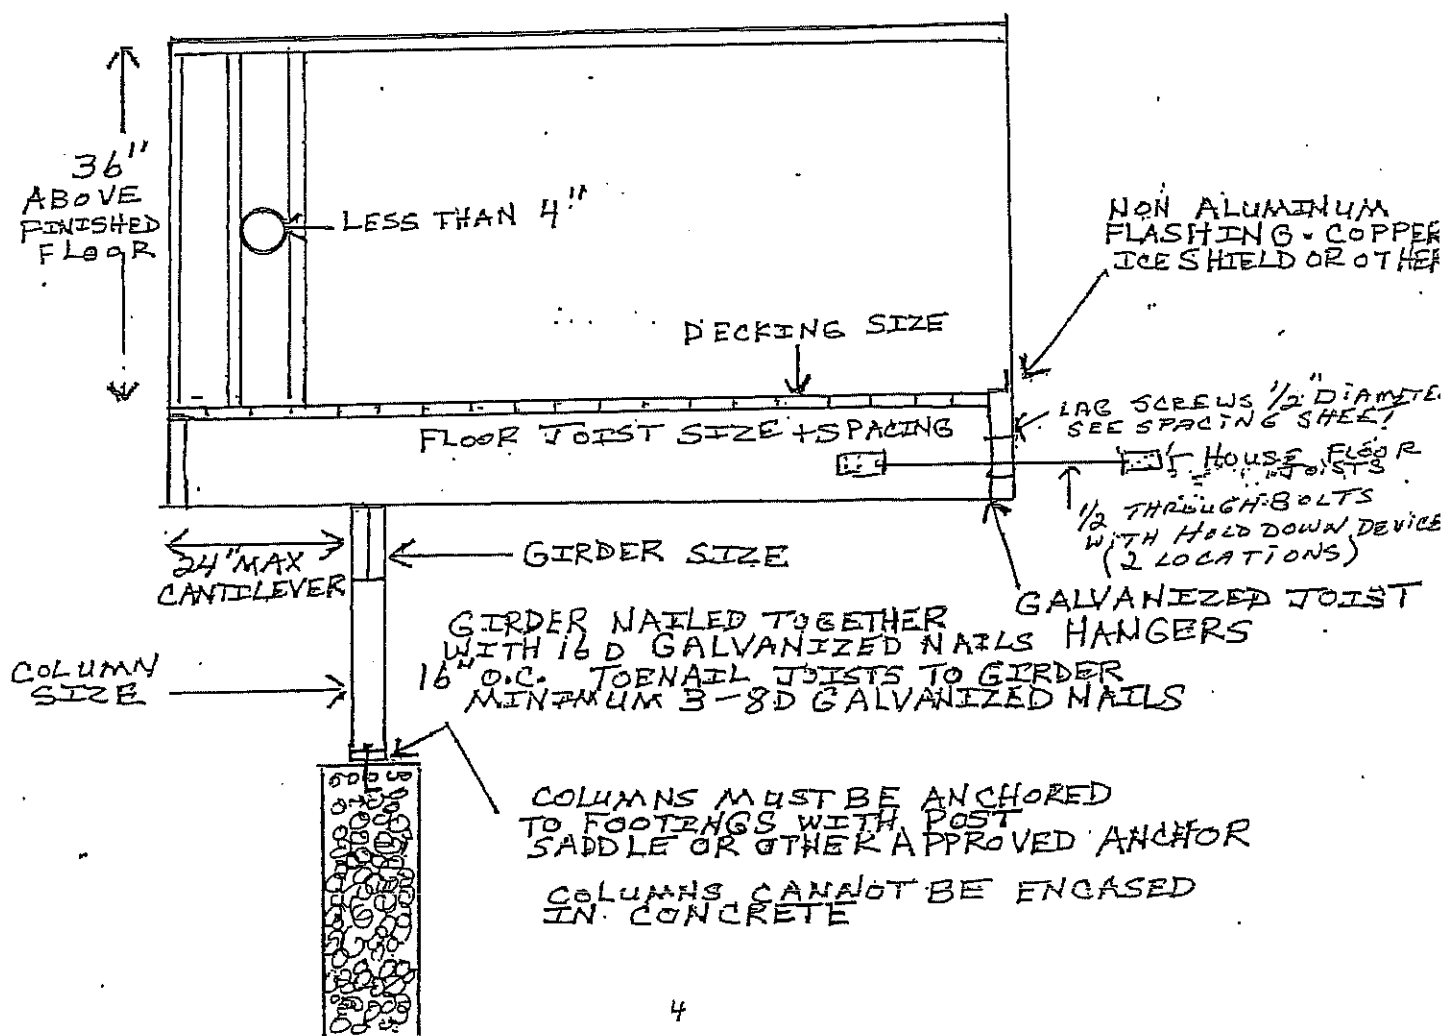 36"
ABOVE
FINISHED
FLOOR
LESS THAN 4"
NON ALUMINUM
FLASHING. COPPER
ICE SHIELD OR OTHER
DECKING SIZE
LAG SCREWS 1/2" DIAMETE
SEE SPACING SHEET
FLOOR JOIST SIZE + SPACING
HOUSE FLOOR
JOISTS
1/2 THROUGH-BOLTS
WITH HOLD DOWN DEVICE
(2 LOCATIONS)
24" MAX
CANTILEVER
GIRDER SIZE
GALVANIZED JOIST
HANGERS
GIRDER NAILED TOGETHER
WITH 16D GALVANIZED NAILS
16" O.C. TOENAIL JOISTS TO GIRDER
MINIMUM 3-8D GALVANIZED NAILS
COLUMN
SIZE
COLUMNS MUST BE ANCHORED
TO FOOTINGS WITH POST
SADDLE OR OTHER APPROVED ANCHOR
COLUMNS CANNOT BE ENCASED
IN CONCRETE
4